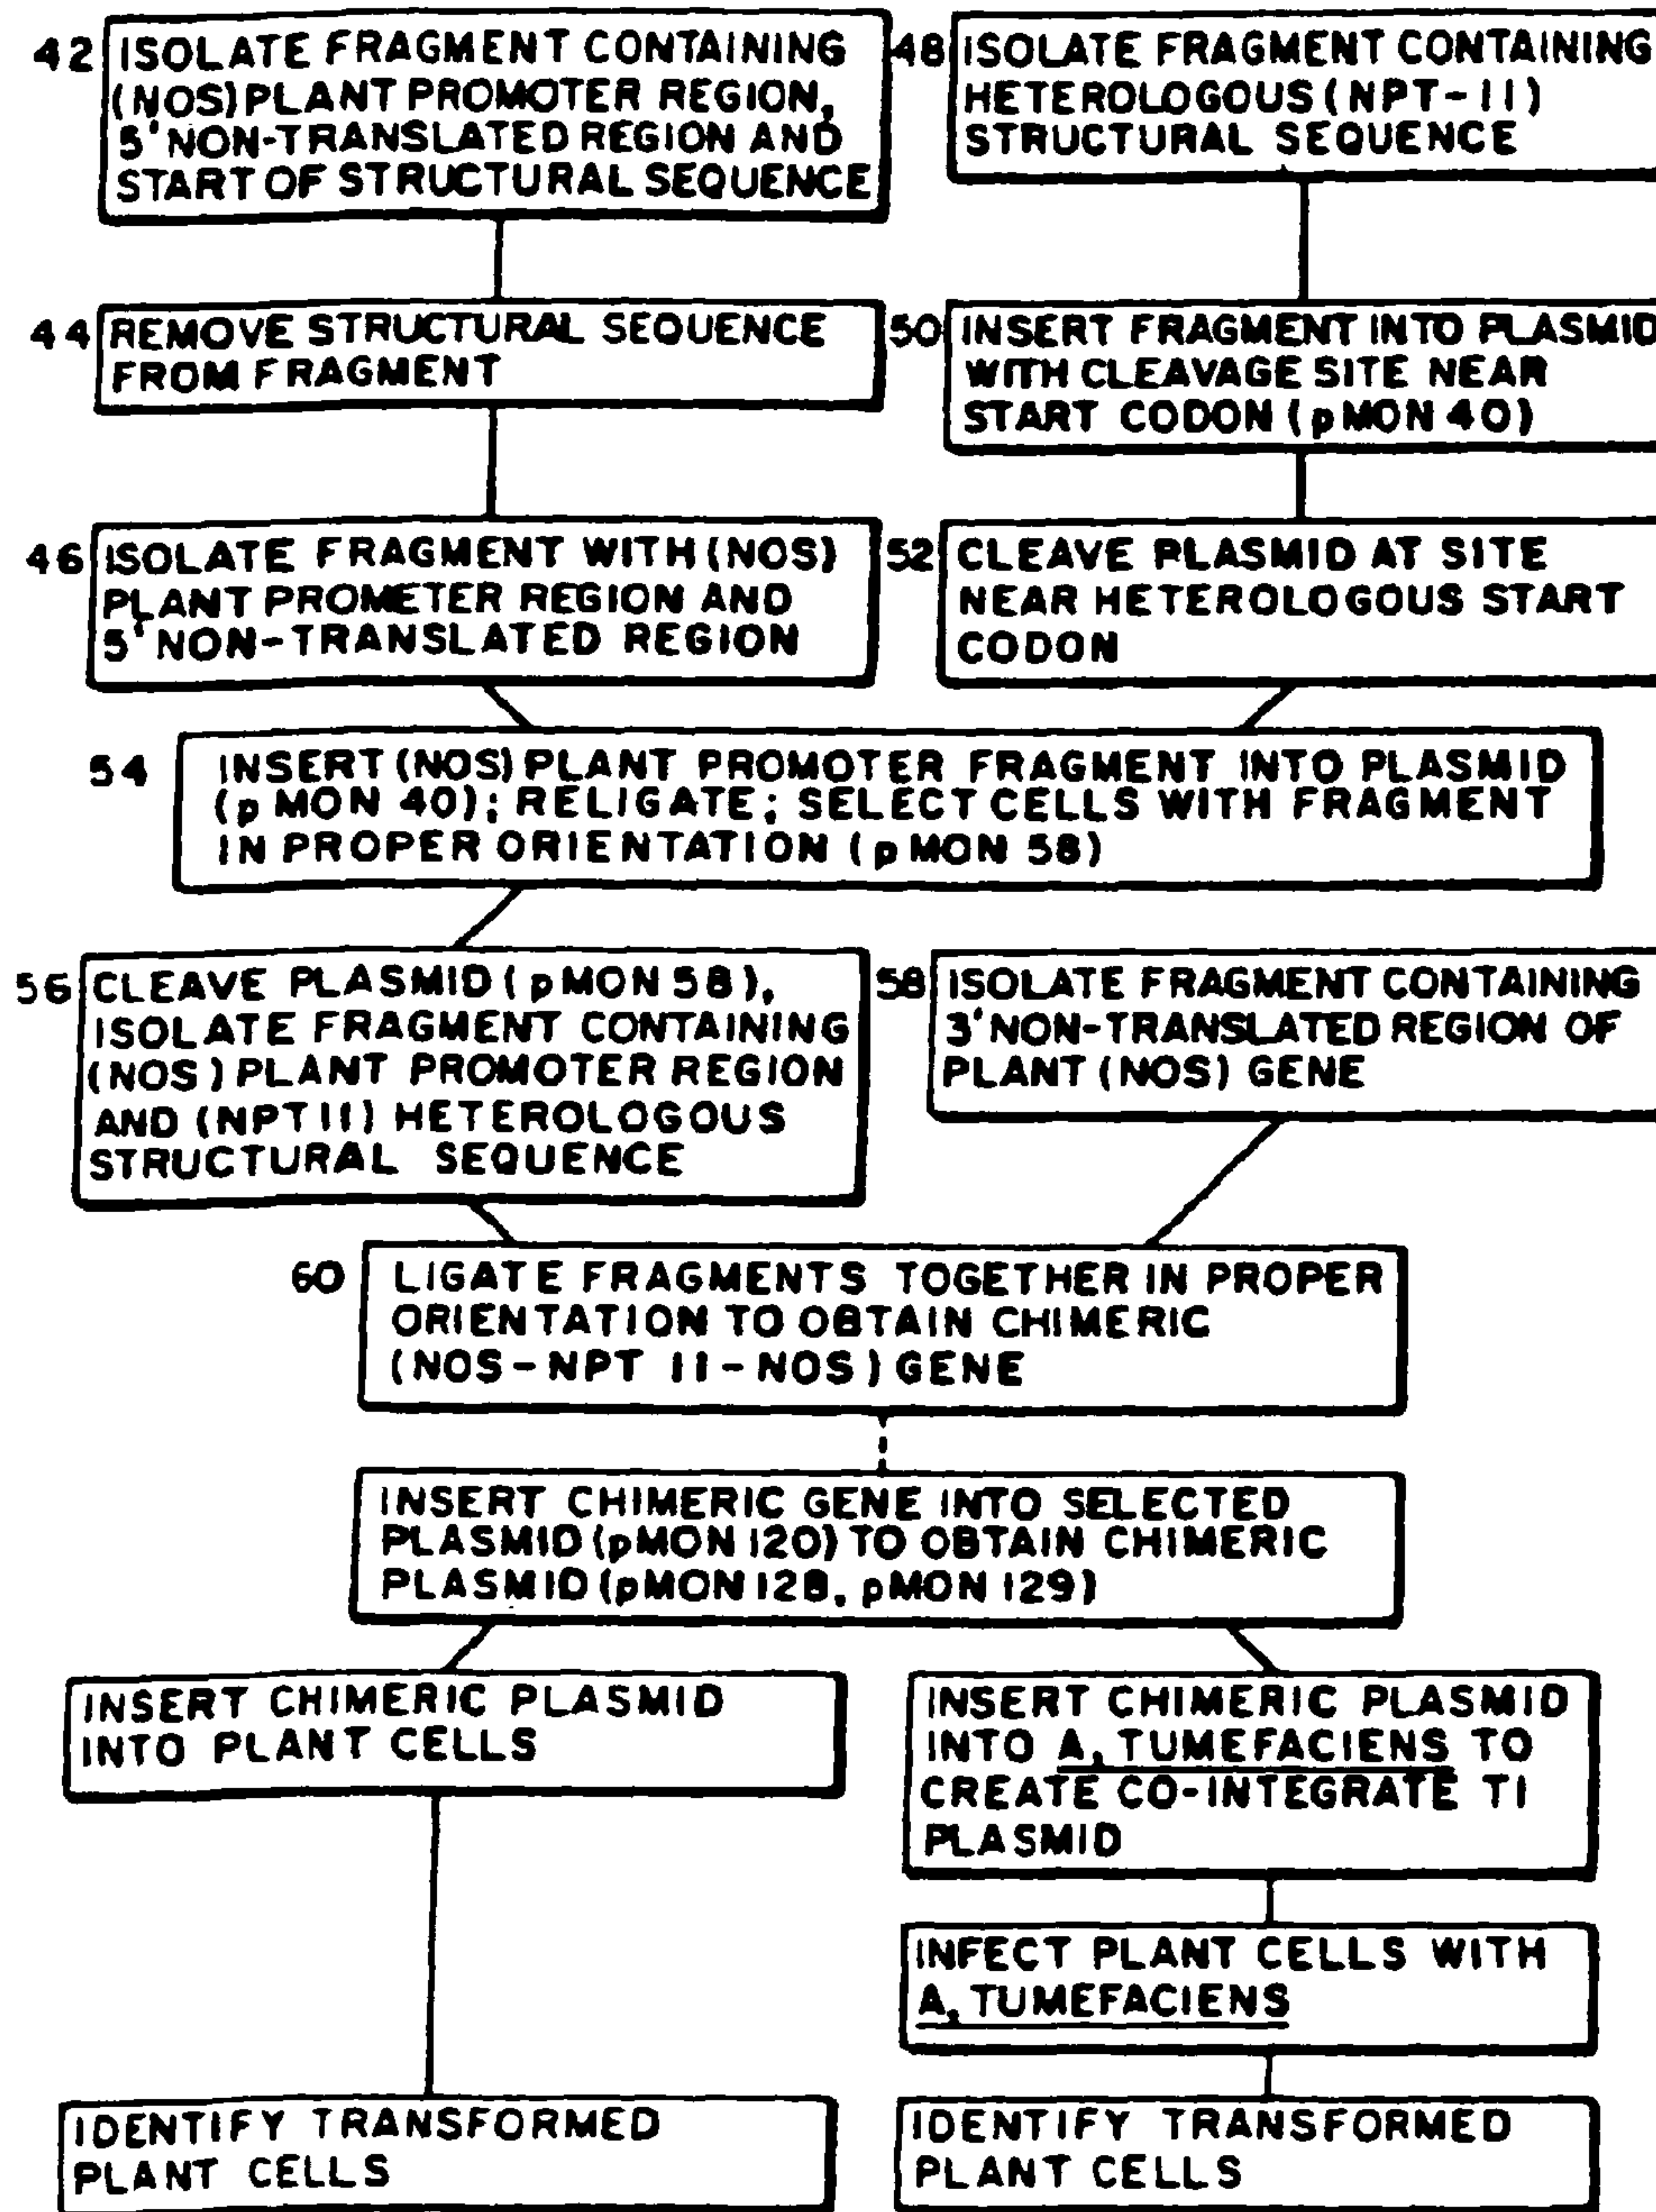 42 ISOLATE FRAGMENT CONTAINING
(NOS) PLANT PROMOTER REGION,
5' NON-TRANSLATED REGION AND
START OF STRUCTURAL SEQUENCE
48 ISOLATE FRAGMENT CONTAINING
HETEROLOGOUS (NPT-II)
STRUCTURAL SEQUENCE
44 REMOVE STRUCTURAL SEQUENCE
FROM FRAGMENT
50 INSERT FRAGMENT INTO PLASMID
WITH CLEAVAGE SITE NEAR
START CODON (pMON 40)
46 ISOLATE FRAGMENT WITH (NOS)
PLANT PROMETER REGION AND
5' NON-TRANSLATED REGION
52 CLEAVE PLASMID AT SITE
NEAR HETEROLOGOUS START
CODON
54 INSERT (NOS) PLANT PROMOTER FRAGMENT INTO PLASMID
(pMON 40); RELIGATE; SELECT CELLS WITH FRAGMENT
IN PROPER ORIENTATION (pMON 58)
56 CLEAVE PLASMID (pMON 58),
ISOLATE FRAGMENT CONTAINING
(NOS) PLANT PROMOTER REGION
AND (NPT II) HETEROLOGOUS
STRUCTURAL SEQUENCE
58 ISOLATE FRAGMENT CONTAINING
3' NON-TRANSLATED REGION OF
PLANT (NOS) GENE
60 LIGATE FRAGMENTS TOGETHER IN PROPER
ORIENTATION TO OBTAIN CHIMERIC
(NOS-NPT II-NOS) GENE
INSERT CHIMERIC GENE INTO SELECTED
PLASMID (pMON 120) TO OBTAIN CHIMERIC
PLASMID (pMON 128, pMON 129)
INSERT CHIMERIC PLASMID
INTO PLANT CELLS
INSERT CHIMERIC PLASMID
INTO A. TUMEFACIENS TO
CREATE CO-INTEGRATE TI
PLASMID
INFECT PLANT CELLS WITH
A. TUMEFACIENS
IDENTIFY TRANSFORMED
PLANT CELLS
IDENTIFY TRANSFORMED
PLANT CELLS